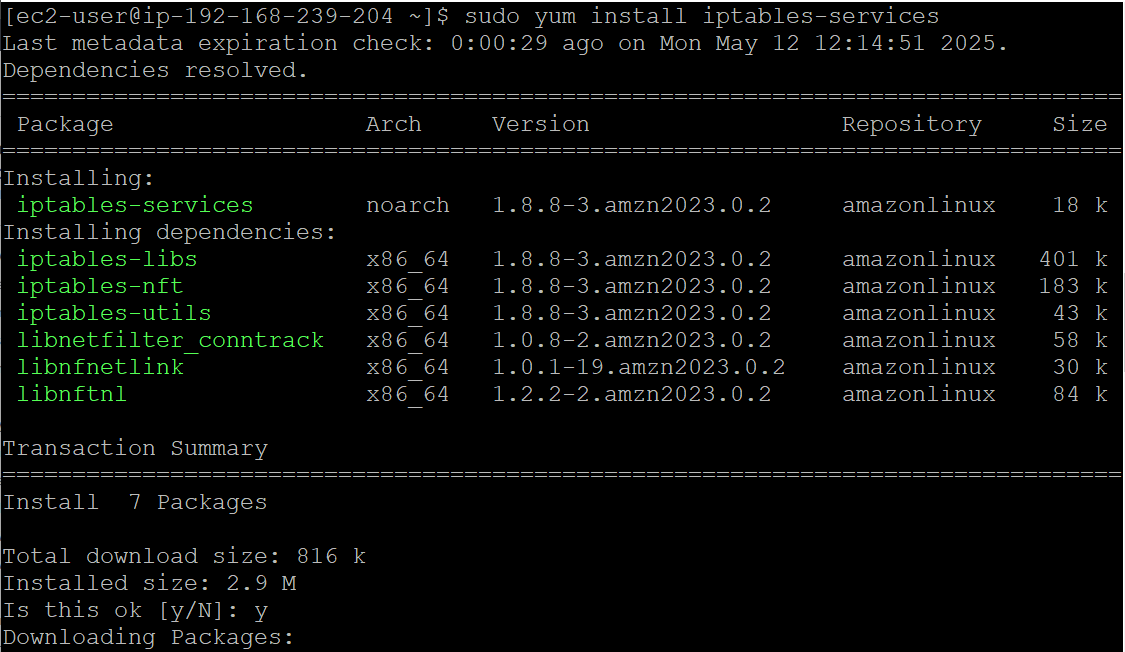 [ec2-user@ip-192-168-239-204 ~]$ sudo yum install iptables-services
Last metadata expiration check: 0:00:29 ago on Mon May 12 12:14:51 2025.
Dependencies resolved.
================================================================================
 Package                 Arch     Version                  Repository     Size
================================================================================
Installing:
 iptables-services       noarch   1.8.8-3.amzn2023.0.2     amazonlinux    18 k
Installing dependencies:
 iptables-libs           x86_64   1.8.8-3.amzn2023.0.2     amazonlinux   401 k
 iptables-nft            x86_64   1.8.8-3.amzn2023.0.2     amazonlinux   183 k
 iptables-utils          x86_64   1.8.8-3.amzn2023.0.2     amazonlinux    43 k
 libnetfilter_conntrack  x86_64   1.0.8-2.amzn2023.0.2     amazonlinux    58 k
 libnfnetlink            x86_64   1.0.1-19.amzn2023.0.2    amazonlinux    30 k
 libnftnl                x86_64   1.2.2-2.amzn2023.0.2     amazonlinux    84 k
Transaction Summary
================================================================================
Install  7 Packages
Total download size: 816 k
Installed size: 2.9 M
Is this ok [y/N]: y
Downloading Packages: